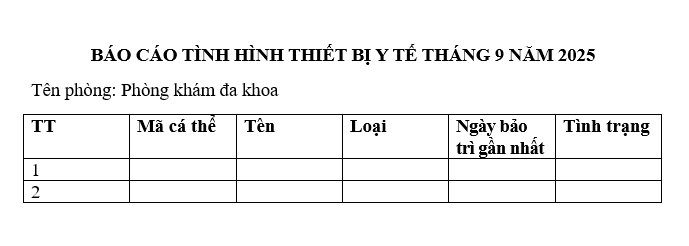 BÁO CÁO TÌNH HÌNH THIẾT BỊ Y TẾ THÁNG 9 NĂM 2025
Tên phòng: Phòng khám đa khoa
TT Mã cá thể Tên Loại Ngày bảo trì gần nhất Tình trạng
1
2